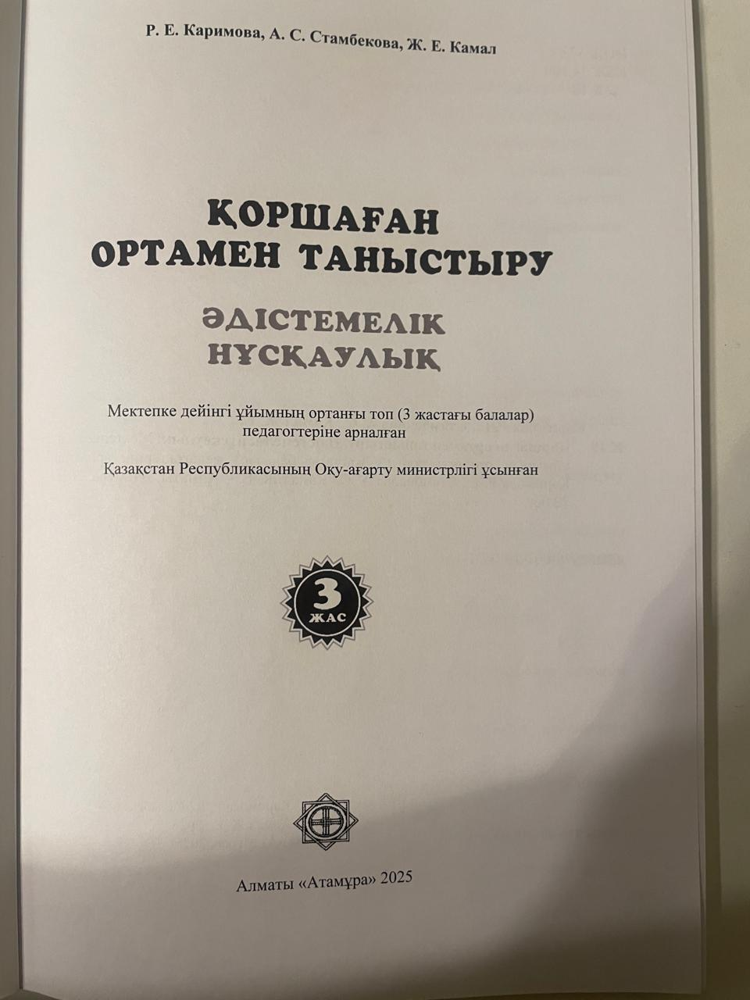 Р. Е. Каримова, А. С. Стамбекова, Ж. Е. Камал
ҚОРШАҒАН
ОРТАМЕН ТАНЫСТЫРУ
ӘДІСТЕМЕЛІК
НҰСҚАУЛЫҚ
Мектепке дейінгі ұйымның ортанғы топ (3 жастағы балалар)
педагогтеріне арналған
Қазақстан Республикасының Оқу-ағарту министрлігі ұсынған
3
ЖАС
Алматы «Атамұра» 2025